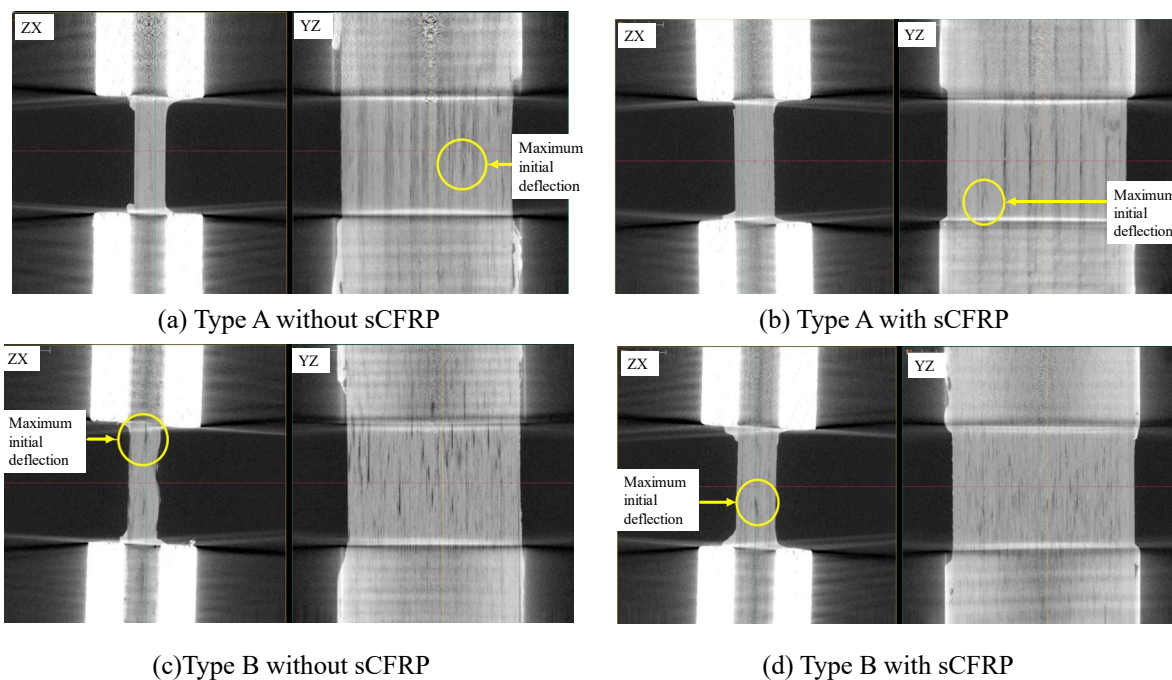 ZX
YZ
Maximum
initial
deflection
(a) Type A without sCFRP
ZX
YZ
Maximum
initial
deflection
(b) Type A with sCFRP
ZX
YZ
Maximum
initial
deflection
(c)Type B without sCFRP
ZX
YZ
Maximum
initial
deflection
(d) Type B with sCFRP